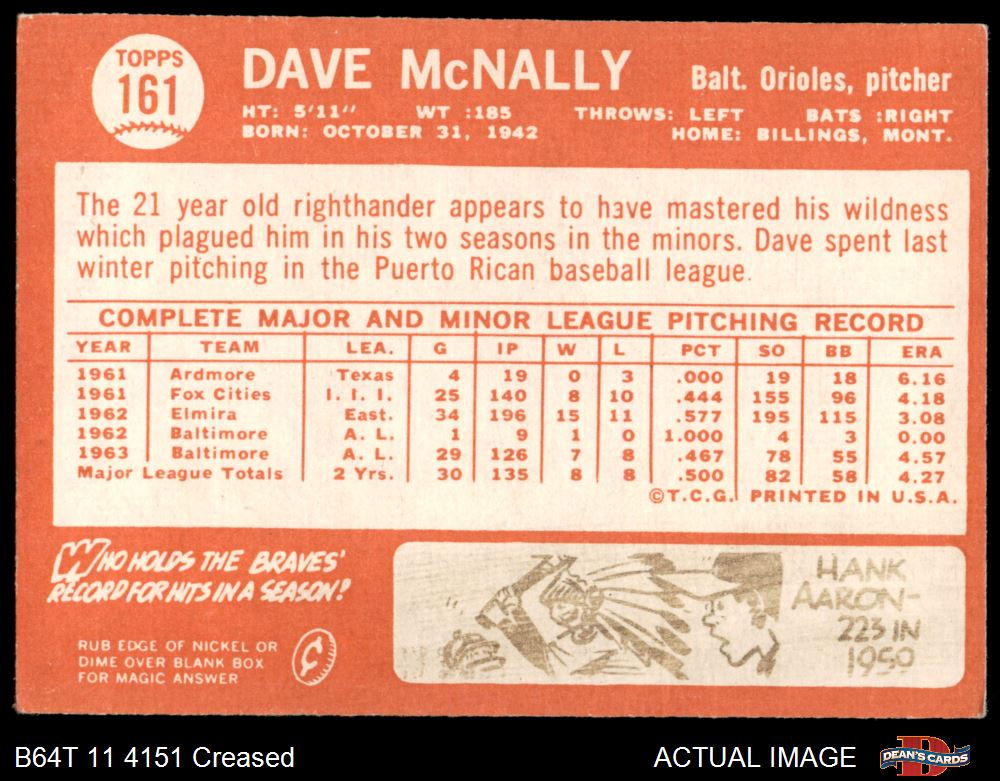 TOPPS
161
DAVE McNALLY
Balt. Orioles, pitcher
HT: 5'11" WT :185 THROWS: LEFT BATS :RIGHT
BORN: OCTOBER 31, 1942 HOME: BILLINGS, MONT.
The 21 year old righthander appears to have mastered his wildness
which plagued him in his two seasons in the minors. Dave spent last
winter pitching in the Puerto Rican baseball league.
COMPLETE MAJOR AND MINOR LEAGUE PITCHING RECORD
YEAR TEAM LEA. G IP W L PCT SO BB ERA
1961 Ardmore Texas 4 19 0 3 .000 19 18 6.16
1961 Fox Cities I. I. I. 25 140 8 10 .444 155 96 4.18
1962 Elmira East. 34 196 15 11 .577 195 115 3.08
1962 Baltimore A. L. 1 9 1 0 1.000 4 3 0.00
1963 Baltimore A. L. 29 126 7 8 .467 78 55 4.57
Major League Totals 2 Yrs. 30 135 8 8 .500 82 58 4.27
©T.C.G. PRINTED IN U.S.A.
WHO HOLDS THE BRAVES'
RECORD FOR HITS IN A SEASON?
RUB EDGE OF NICKEL OR
DIME OVER BLANK BOX
FOR MAGIC ANSWER
¢
HANK
AARON-
223 IN
1959
B64T 11 4151 Creased
ACTUAL IMAGE
DEAN'S CARDS